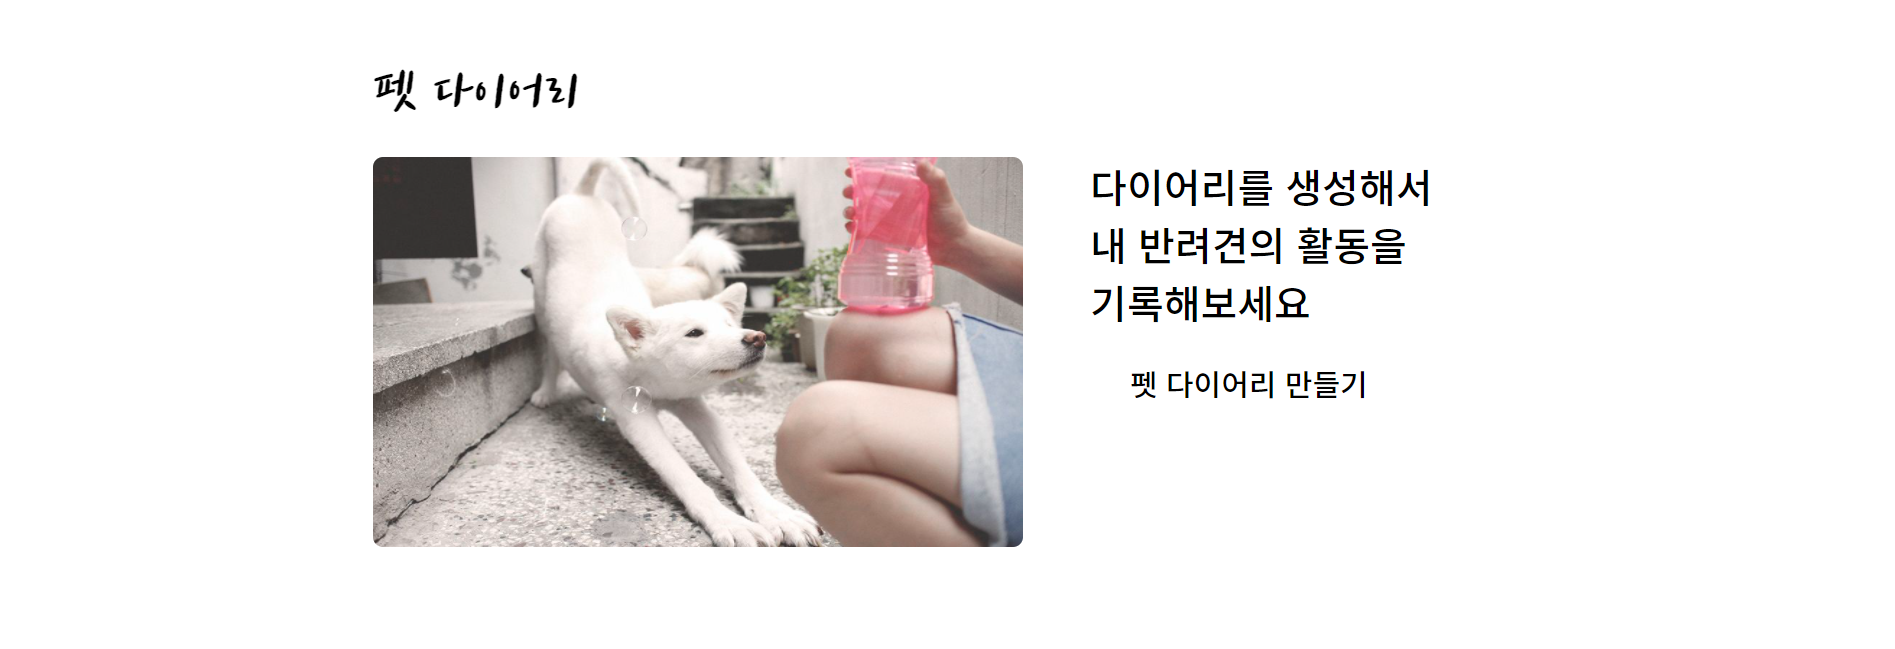 펫 다이어리
다이어리를 생성해서
내 반려견의 활동을
기록해보세요
펫 다이어리 만들기